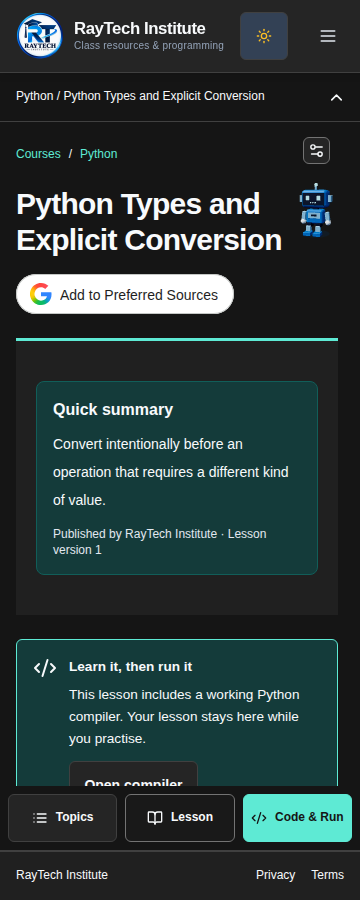 RT
RAYTECH
RayTech Institute
Class resources & programming
Python / Python Types and Explicit Conversion
Courses / Python
Python Types and
Explicit Conversion
Add to Preferred Sources
Quick summary
Convert intentionally before an
operation that requires a different kind
of value.
Published by RayTech Institute · Lesson
version 1
Learn it, then run it
This lesson includes a working Python
compiler. Your lesson stays here while
you practise.
Open compiler
Topics
Lesson
Code & Run
RayTech Institute
Privacy
Terms